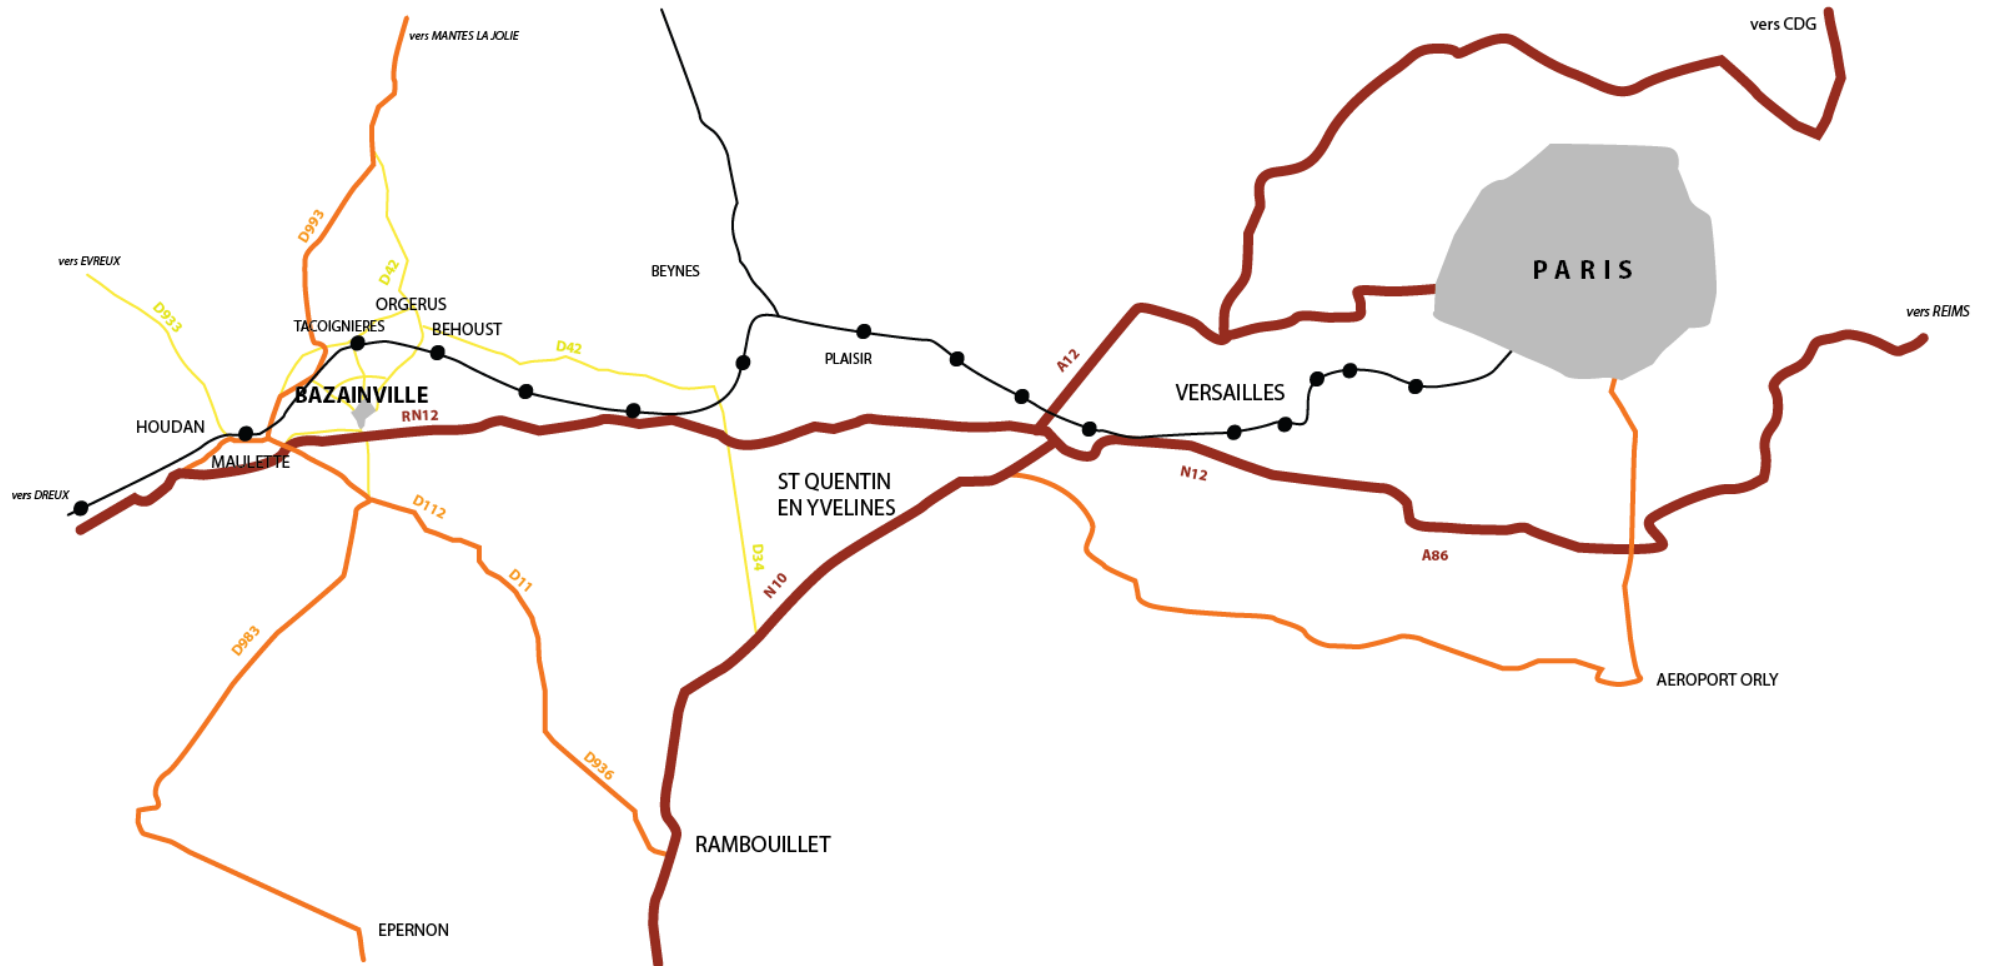 vers CDG
vers MANTES LA JOLIE
D993
vers EVREUX
D42
BEYNES
PARIS
D933
ORGERUS
TACOIGNIERES
BEHOUST
vers REIMS
D42
PLAISIR
A12
BAZAINVILLE
VERSAILLES
RN12
HOUDAN
MAULETTE
N12
ST QUENTIN
EN YVELINES
vers DREUX
D112
D34
A86
D11
N10
D983
AEROPORT ORLY
D936
RAMBOUILLET
EPERNON